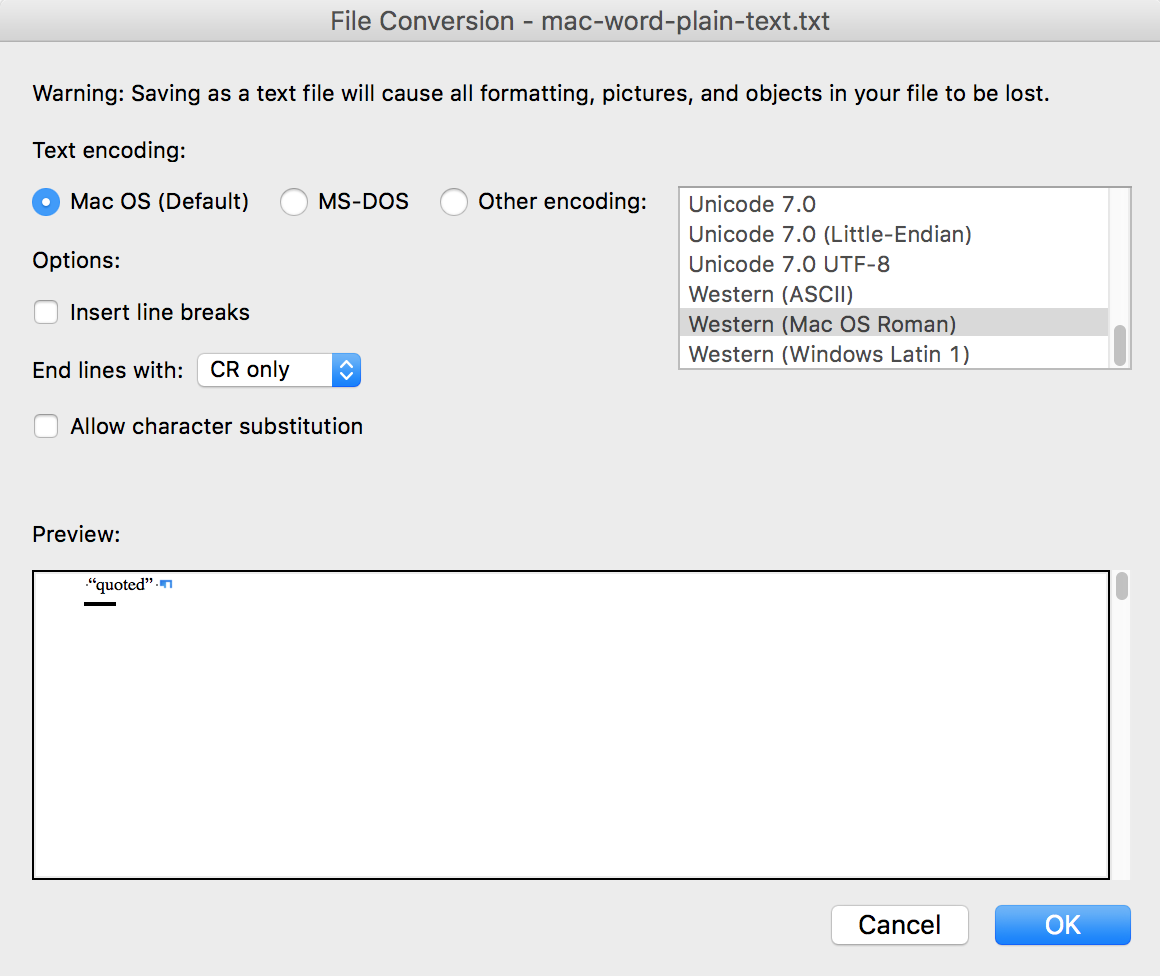 File Conversion - mac-word-plain-text.txt
Warning: Saving as a text file will cause all formatting, pictures, and objects in your file to be lost.
Text encoding:
Mac OS (Default) MS-DOS Other encoding:
Unicode 7.0
Unicode 7.0 (Little-Endian)
Unicode 7.0 UTF-8
Western (ASCII)
Western (Mac OS Roman)
Western (Windows Latin 1)
Options:
Insert line breaks
End lines with: CR only
Allow character substitution
Preview:
·“quoted”·¶
Cancel OK